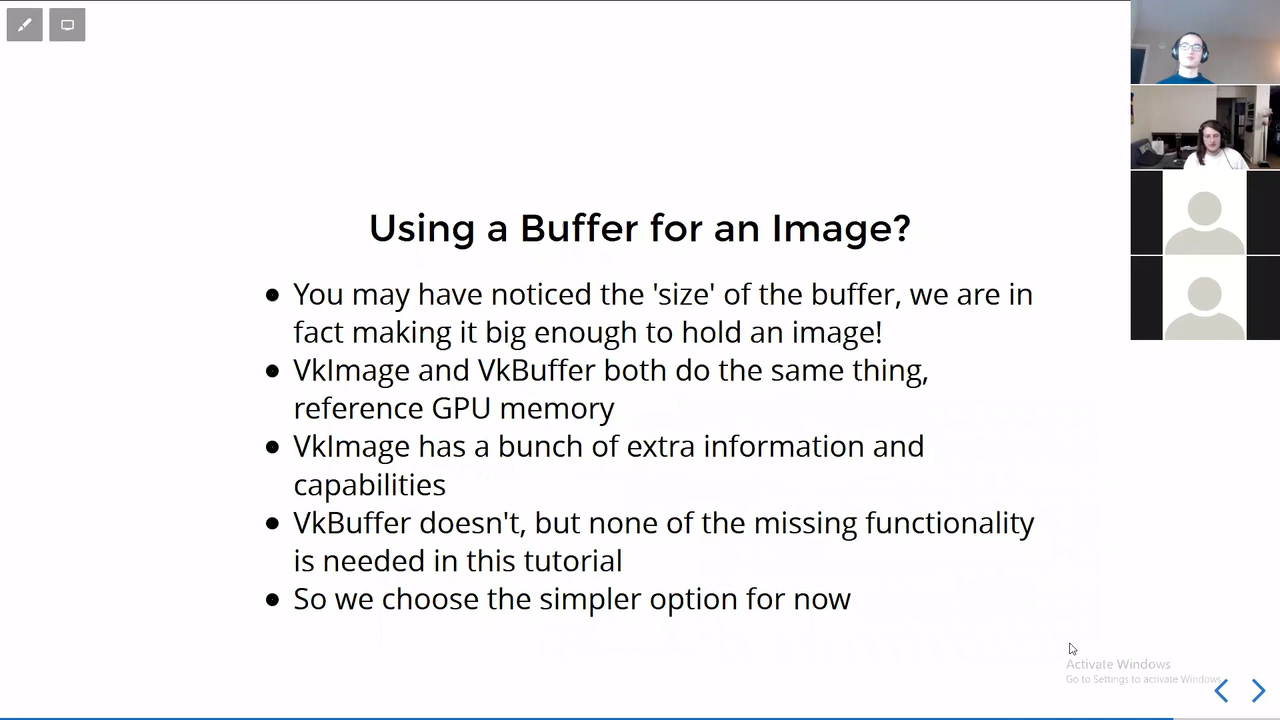 Using a Buffer for an Image?
● You may have noticed the 'size' of the buffer, we are in
fact making it big enough to hold an image!
● VkImage and VkBuffer both do the same thing,
reference GPU memory
● VkImage has a bunch of extra information and
capabilities
● VkBuffer doesn't, but none of the missing functionality
is needed in this tutorial
● So we choose the simpler option for now
Activate Windows
Go to Settings to activate Windows.